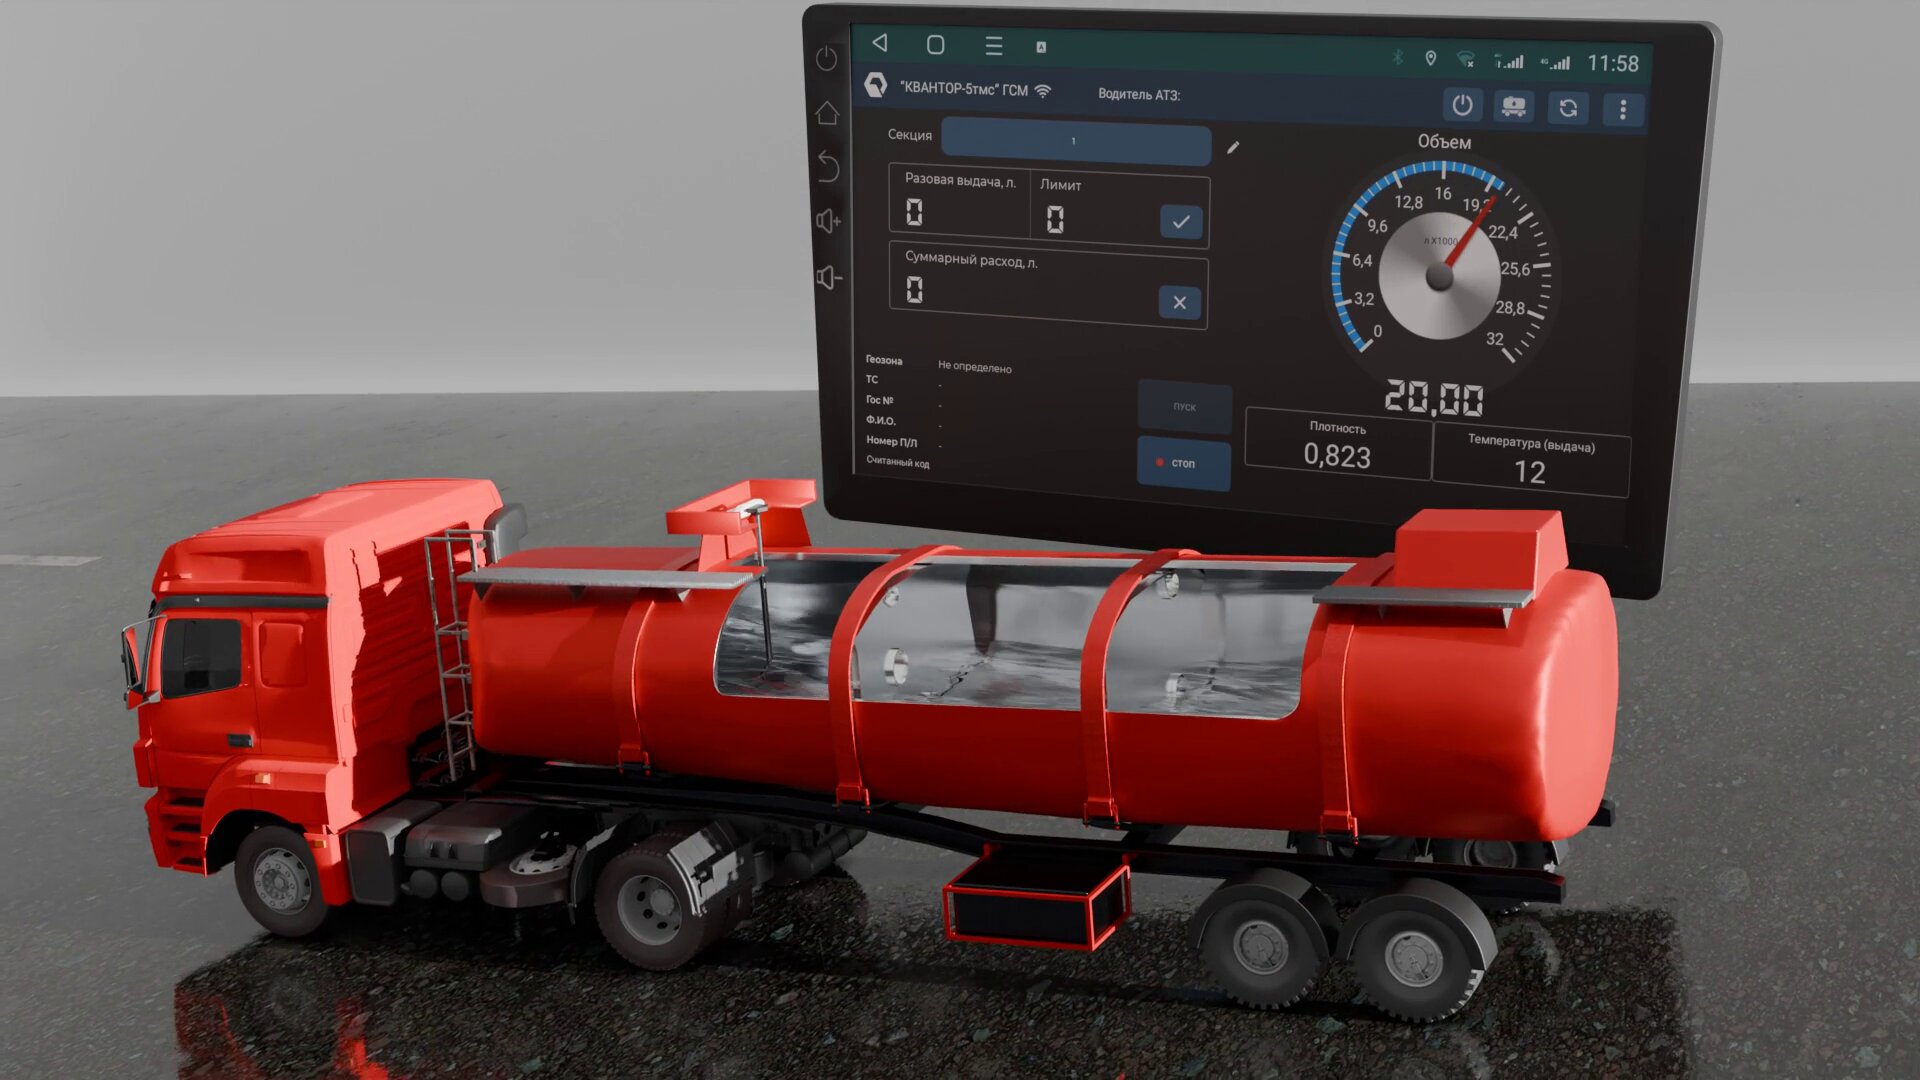 A
4G
11:58
"КВАНТОР-5тмс" ГСМ
Водитель АТЗ:
Секция
1
Разовая выдача, л.
Лимит
0
0
Суммарный расход, л.
0
Объем
0
3,2
6,4
9,6
12,8
16
22,4
25,6
28,8
32
л X1000
20,00
Геозона
Не определено
ТС
-
Гос №
-
Ф.И.О.
-
Номер П/Л
-
Считанный код
ПУСК
СТОП
Плотность
0,823
Температура (выдача)
12